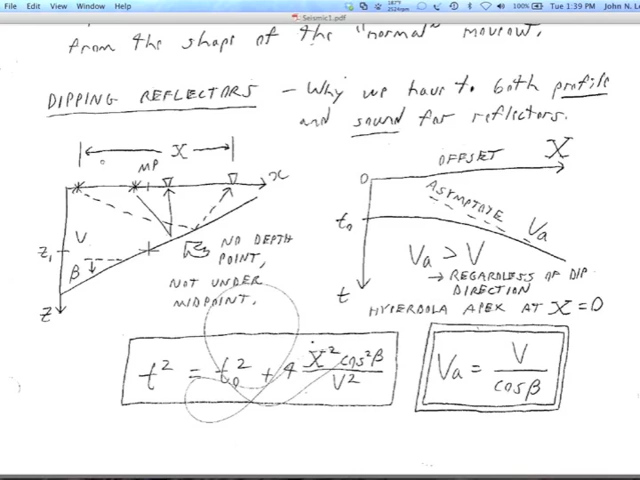 File Edit View Window Help 187° 2524rpm 100% Tue 1:39 PM John N. L
Seismic1.pdf
from the shape of the "normal" moveout.
DIPPING REFLECTORS - Why we have to both profile
and sound for reflectors.
X
MP
x
V
Z1
β
Z
NO DEPTH
POINT,
NOT UNDER
MIDPOINT.
OFFSET X
0
ASYMPTOTE
t0
Va
Va > V
→ REGARDLESS OF DIP
DIRECTION
t
HYPERBOLA APEX AT X=0
t² = t0² + 4 X² cos²β / V²
Va = V / cosβ